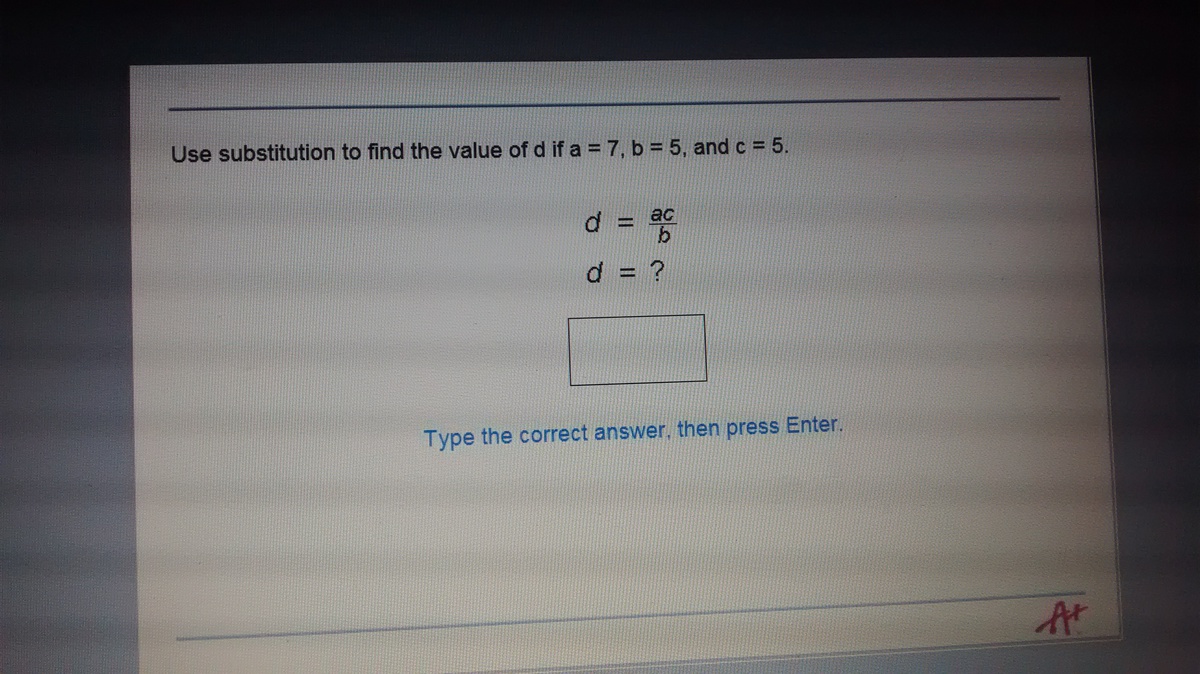 Use substitution to find the value of d if a = 7, b = 5, and c = 5.
d = ac/b
d = ?
Type the correct answer, then press Enter.
A+